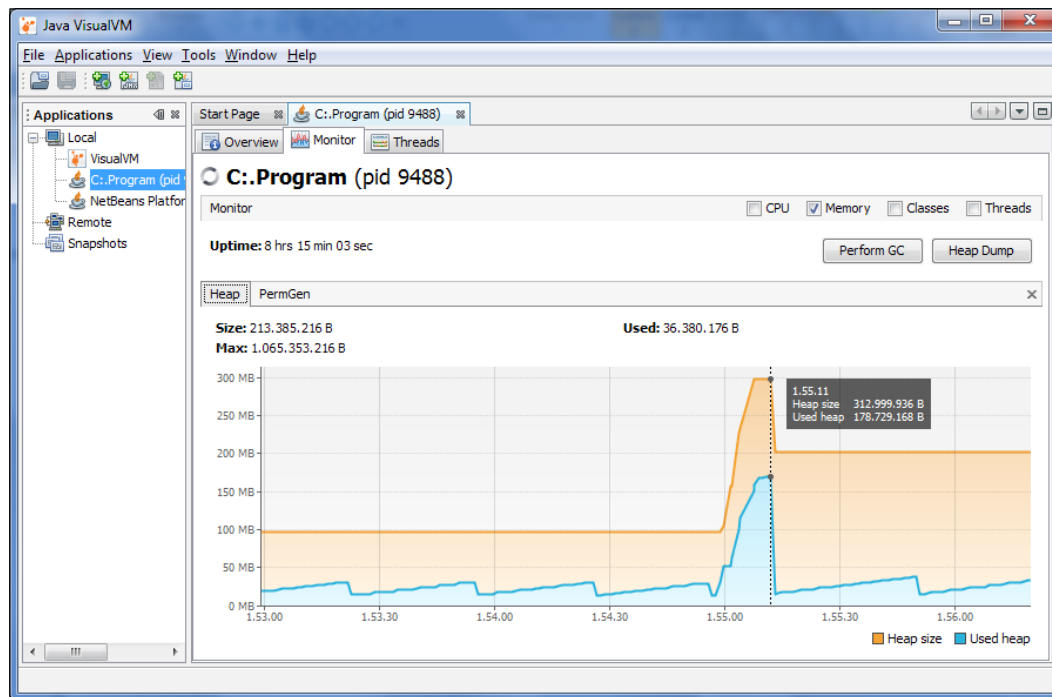 Java VisualVM
File Applications View Tools Window Help
Applications
Local
VisualVM
C:.Program (pid
NetBeans Platfor
Remote
Snapshots
Start Page
C:.Program (pid 9488)
Overview
Monitor
Threads
C:.Program (pid 9488)
Monitor
CPU
Memory
Classes
Threads
Uptime: 8 hrs 15 min 03 sec
Perform GC
Heap Dump
Heap
PermGen
Size: 213.385.216 B
Used: 36.380.176 B
Max: 1.065.353.216 B
300 MB
250 MB
200 MB
150 MB
100 MB
50 MB
0 MB
1.55.11
Heap size 312.999.936 B
Used heap 178.729.168 B
1.53.00
1.53.30
1.54.00
1.54.30
1.55.00
1.55.30
1.56.00
Heap size
Used heap